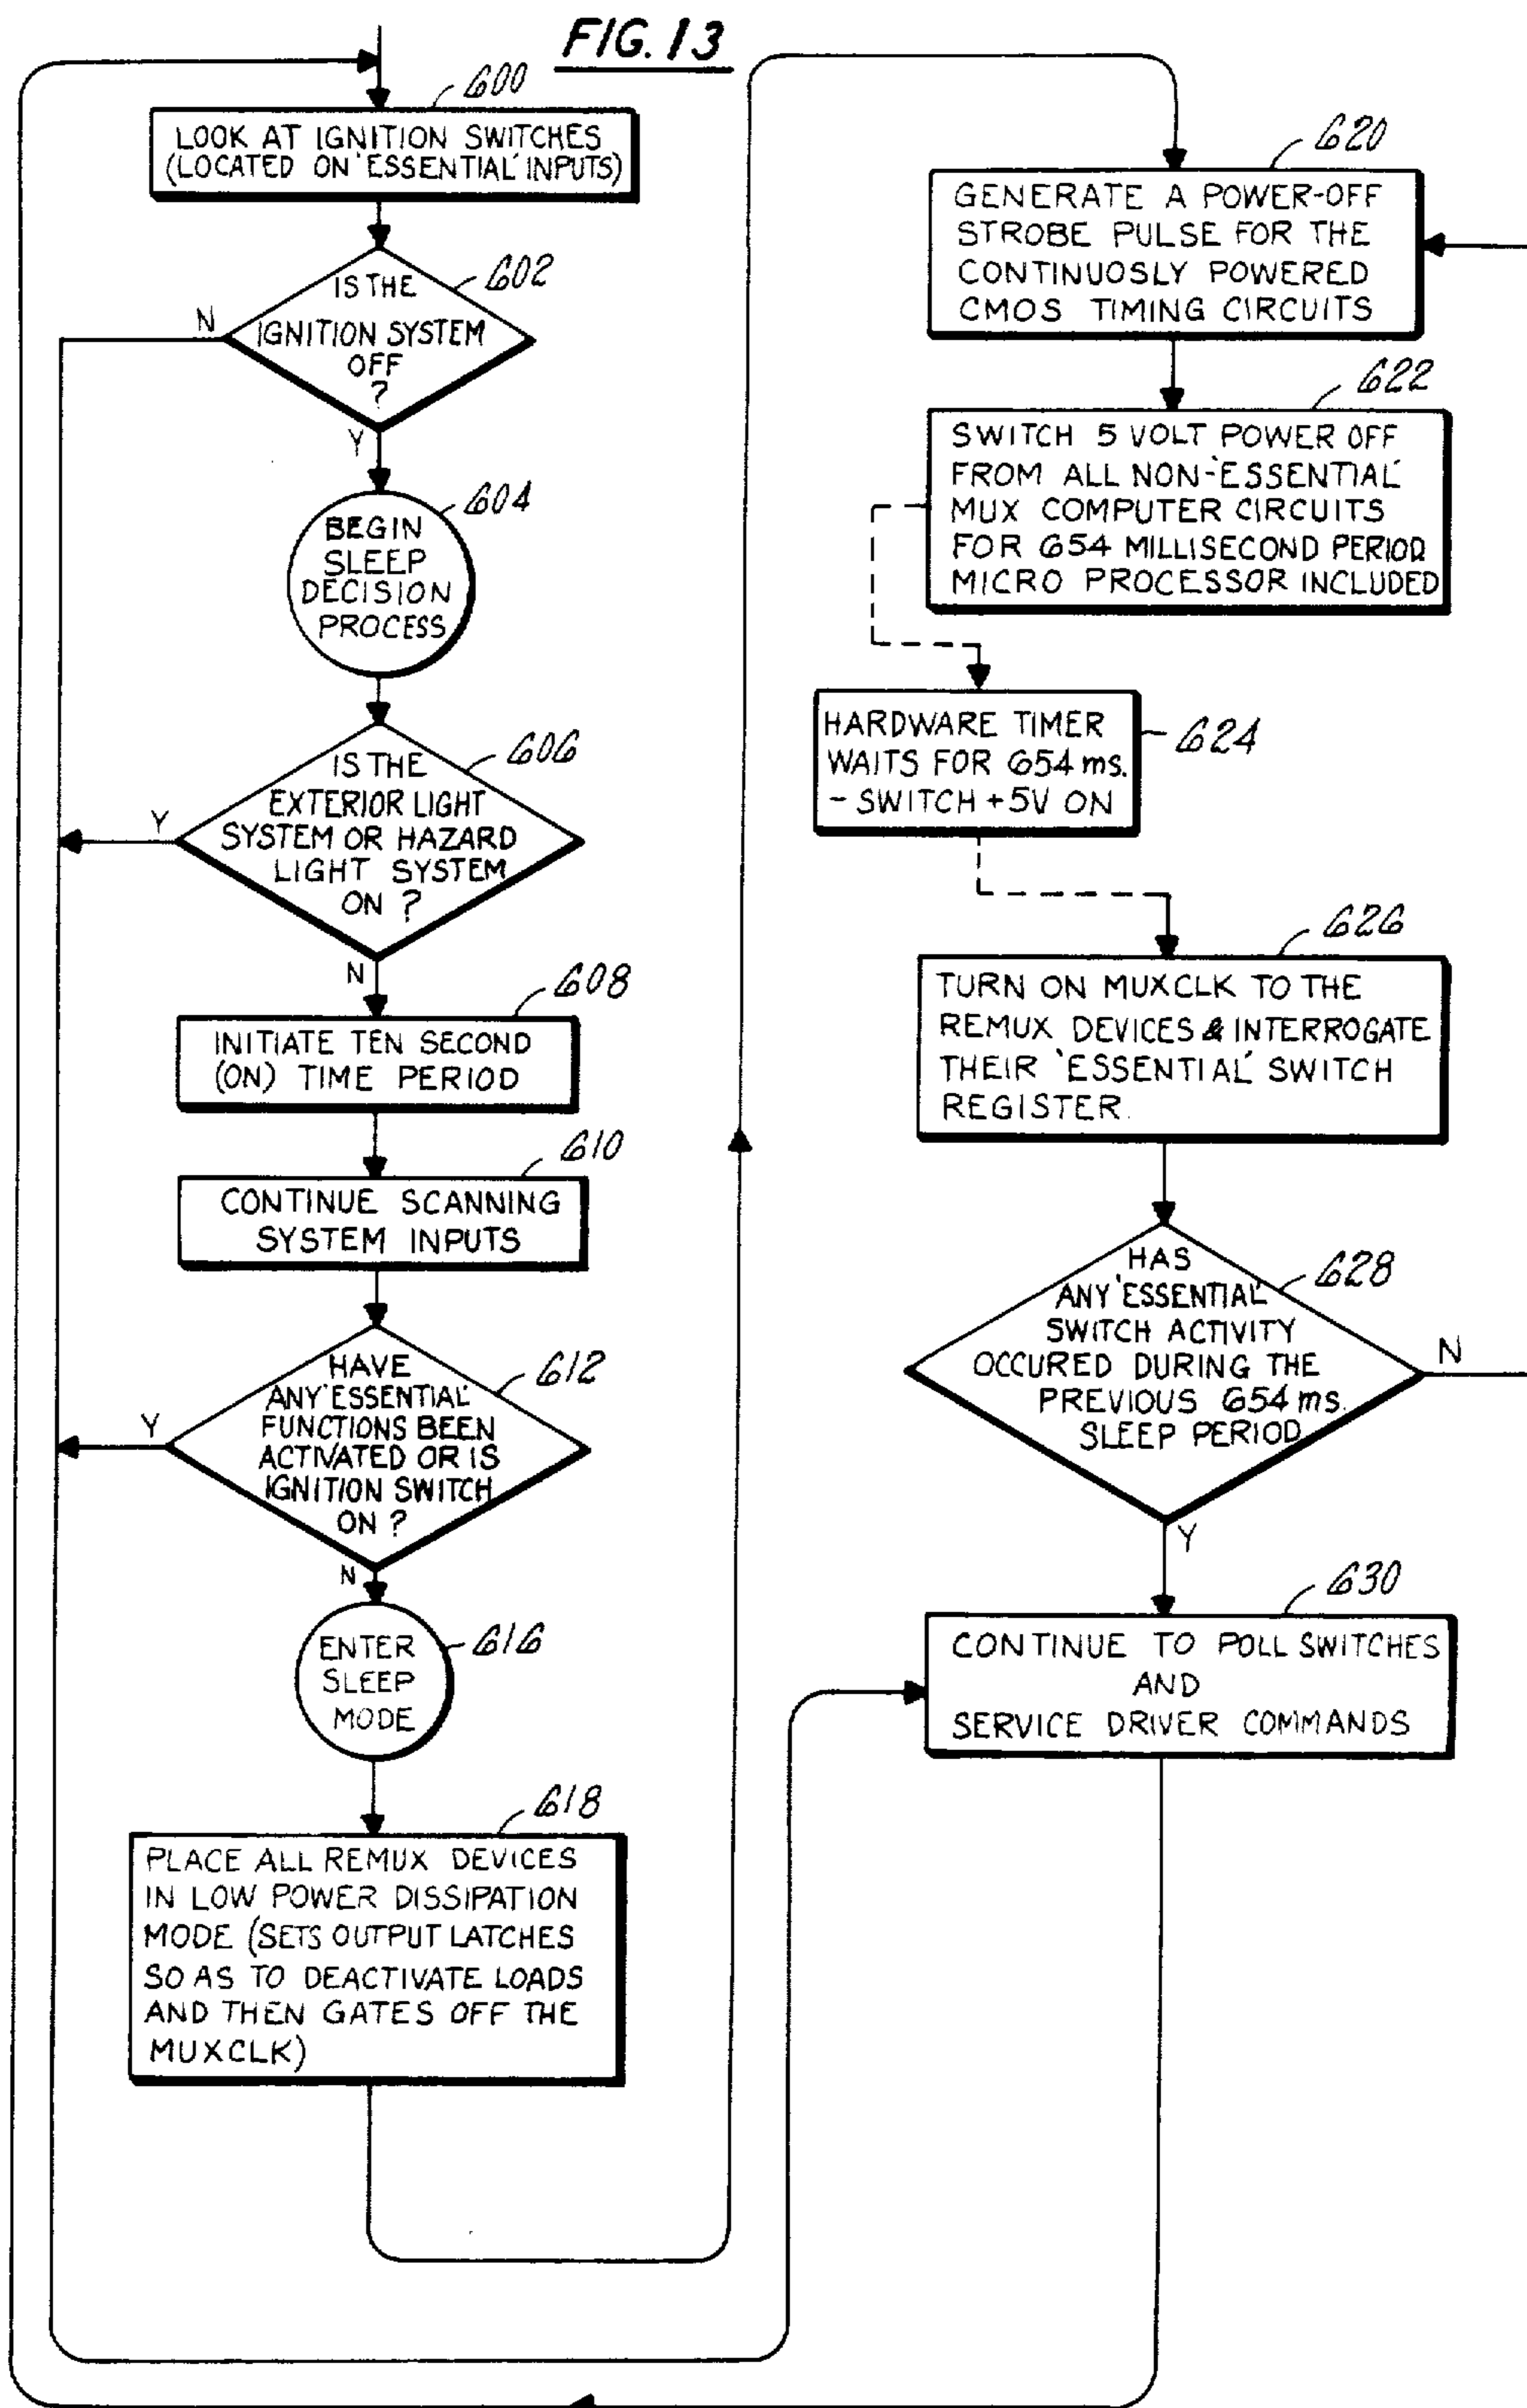 FIG. 13
600
LOOK AT IGNITION SWITCHES
(LOCATED ON 'ESSENTIAL' INPUTS)
602
IS THE
IGNITION SYSTEM
OFF
?
N
Y
604
BEGIN
SLEEP
DECISION
PROCESS
606
IS THE
EXTERIOR LIGHT
SYSTEM OR HAZARD
LIGHT SYSTEM
ON ?
Y
N
608
INITIATE TEN SECOND
(ON) TIME PERIOD
610
CONTINUE SCANNING
SYSTEM INPUTS
612
HAVE
ANY 'ESSENTIAL'
FUNCTIONS BEEN
ACTIVATED OR IS
IGNITION SWITCH
ON ?
Y
N
616
ENTER
SLEEP
MODE
618
PLACE ALL REMUX DEVICES
IN LOW POWER DISSIPATION
MODE (SETS OUTPUT LATCHES
SO AS TO DEACTIVATE LOADS
AND THEN GATES OFF THE
MUXCLK)
620
GENERATE A POWER-OFF
STROBE PULSE FOR THE
CONTINUOSLY POWERED
CMOS TIMING CIRCUITS
622
SWITCH 5 VOLT POWER OFF
FROM ALL NON-'ESSENTIAL'
MUX COMPUTER CIRCUITS
FOR 654 MILLISECOND PERIOD
MICRO PROCESSOR INCLUDED
624
HARDWARE TIMER
WAITS FOR 654 ms.
- SWITCH +5V ON
626
TURN ON MUXCLK TO THE
REMUX DEVICES & INTERROGATE
THEIR 'ESSENTIAL' SWITCH
REGISTER.
628
HAS
ANY 'ESSENTIAL'
SWITCH ACTIVITY
OCCURED DURING THE
PREVIOUS 654 ms.
SLEEP PERIOD
N
Y
630
CONTINUE TO POLL SWITCHES
AND
SERVICE DRIVER COMMANDS